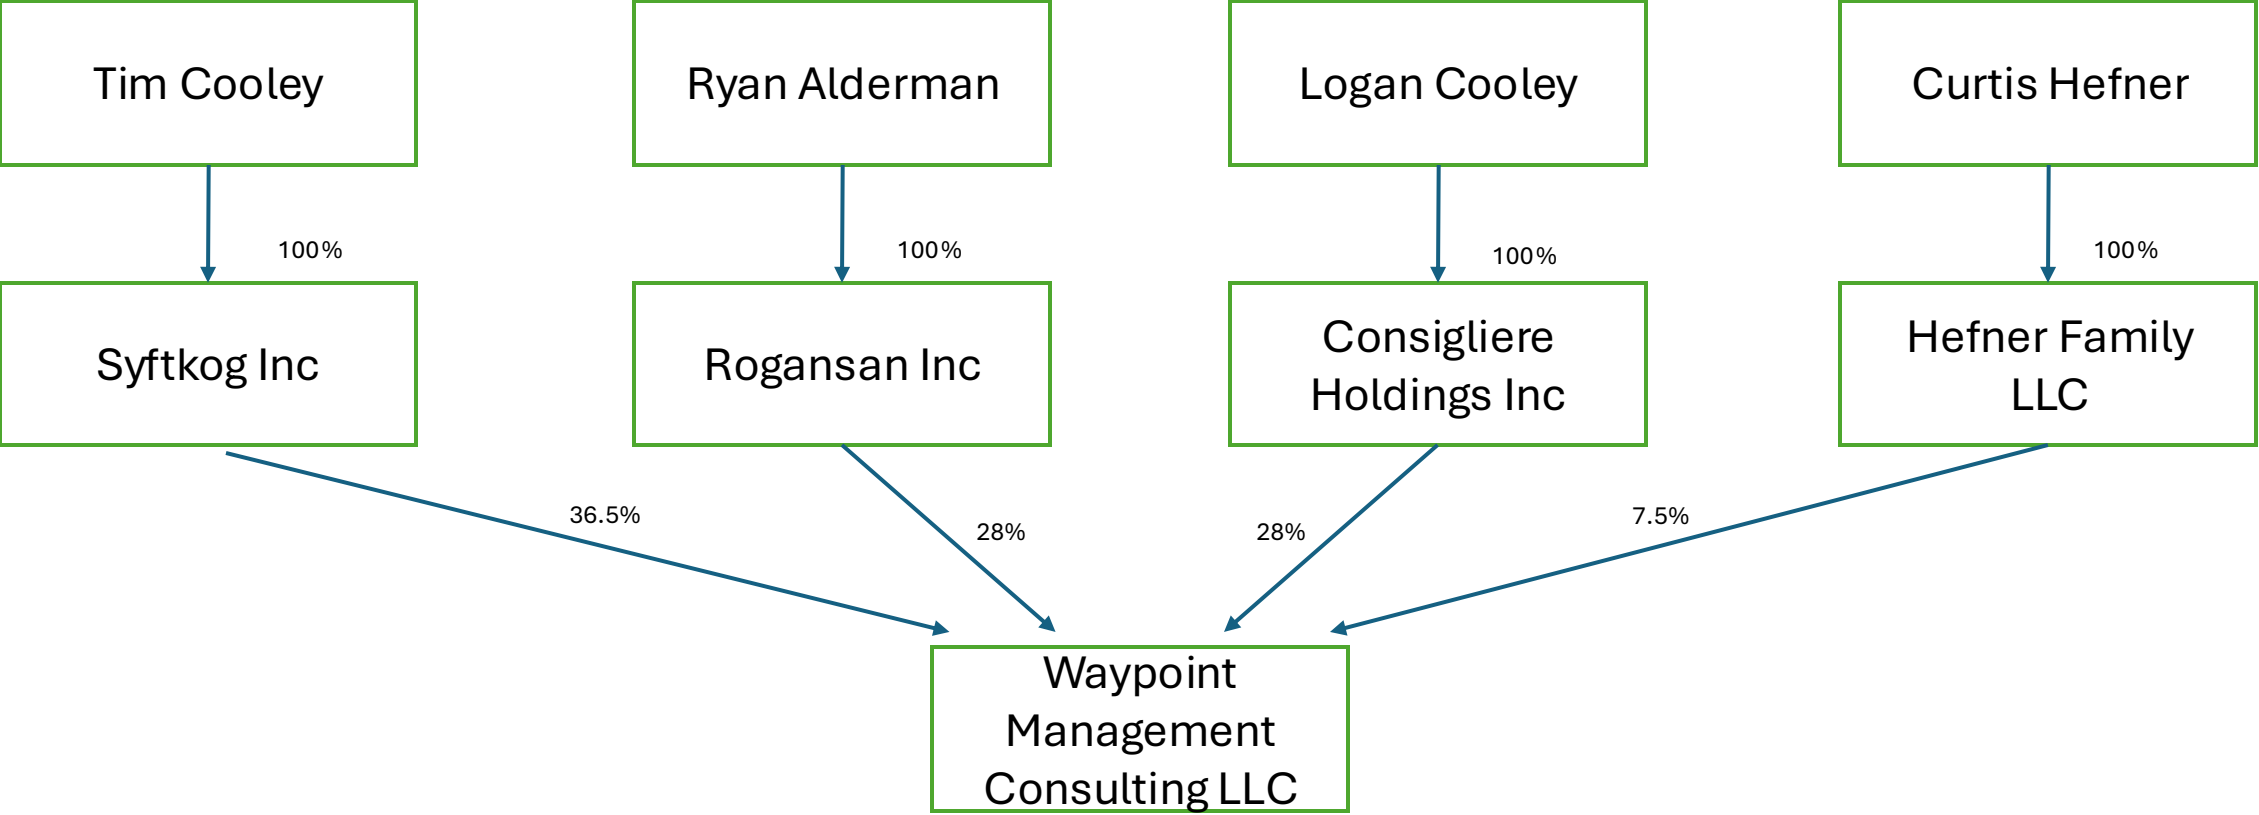 Tim Cooley
Ryan Alderman
Logan Cooley
Curtis Hefner
100%
100%
100%
100%
Syftkog Inc
Rogansan Inc
Consigliere
Holdings Inc
Hefner Family
LLC
36.5%
28%
28%
7.5%
Waypoint
Management
Consulting LLC